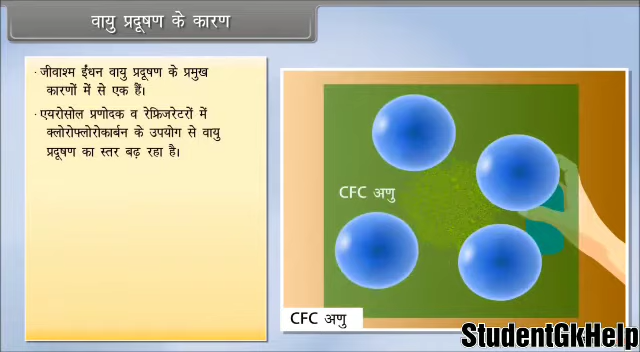 वायु प्रदूषण के कारण
· जीवाश्म ईंधन वायु प्रदूषण के प्रमुख
कारणों में से एक हैं।
· एयरोसोल प्रणोदक व रेफ्रिजरेटरों में
क्लोरोफ्लोरोकार्बन के उपयोग से वायु
प्रदूषण का स्तर बढ़ रहा है।
CFC अणु
CFC अणु
StudentGkHelp